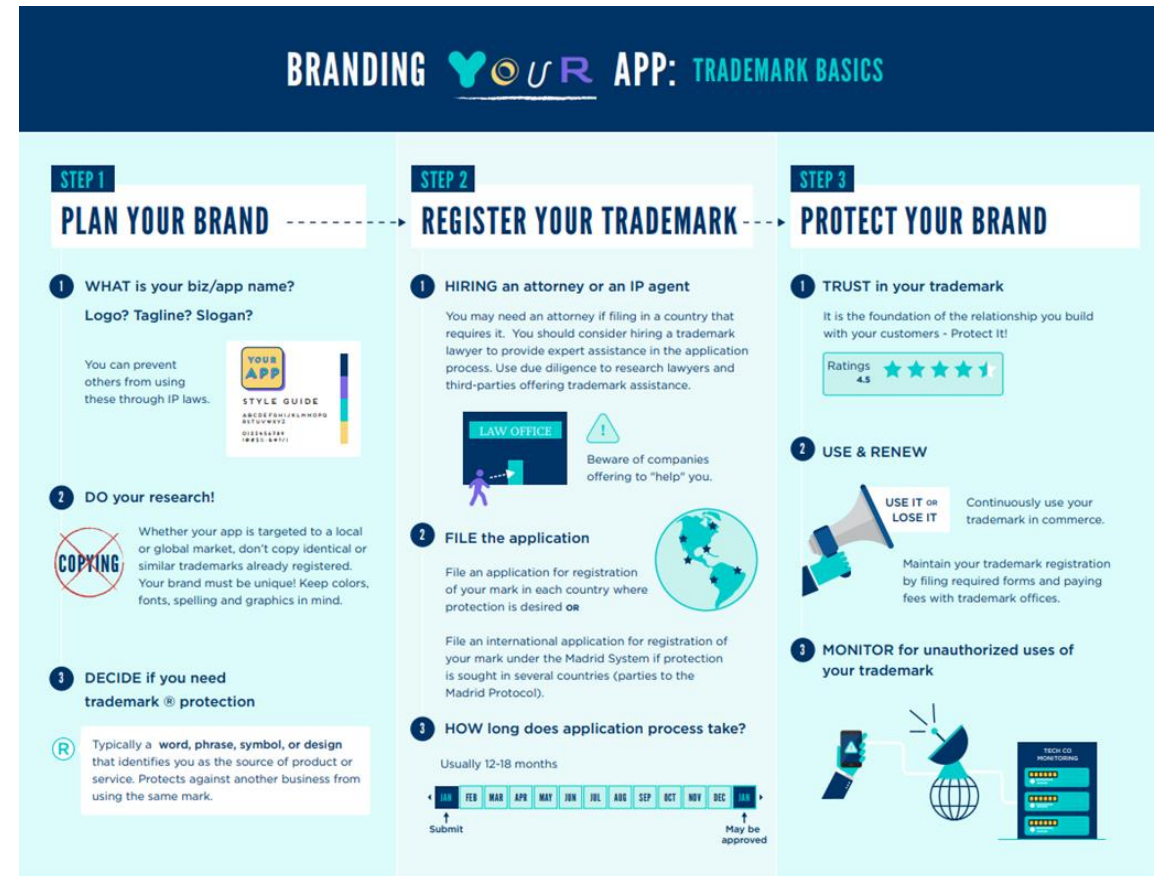 BRANDING YOUR APP: TRADEMARK BASICS
STEP 1
PLAN YOUR BRAND
1 WHAT is your biz/app name?
Logo? Tagline? Slogan?
You can prevent
others from using
these through IP laws.
YOUR
APP
STYLE GUIDE
ABCDEFGHIJKLMNOPQ
RSTUVWXYZ
2 DO your research!
COPYING
Whether your app is targeted to a local
or global market, don't copy identical or
similar trademarks already registered.
Your brand must be unique! Keep colors,
fonts, spelling and graphics in mind.
3 DECIDE if you need
trademark ® protection
®
Typically a word, phrase, symbol, or design
that identifies you as the source of product or
service. Protects against another business from
using the same mark.
STEP 2
REGISTER YOUR TRADEMARK
1 HIRING an attorney or an IP agent
You may need an attorney if filing in a country that
requires it. You should consider hiring a trademark
lawyer to provide expert assistance in the application
process. Use due diligence to research lawyers and
third-parties offering trademark assistance.
LAW OFFICE
!
Beware of companies
offering to "help" you.
2 FILE the application
File an application for registration
of your mark in each country where
protection is desired OR
File an international application for registration of
your mark under the Madrid System if protection
is sought in several countries (parties to the
Madrid Protocol).
3 HOW long does application process take?
Usually 12-18 months
JAN FEB MAR APR MAY JUN JUL AUG SEP OCT NOV DEC JAN
Submit
May be
approved
STEP 3
PROTECT YOUR BRAND
1 TRUST in your trademark
It is the foundation of the relationship you build
with your customers - Protect It!
Ratings
4.5
2 USE & RENEW
USE IT OR
LOSE IT
Continuously use your
trademark in commerce.
Maintain your trademark registration
by filing required forms and paying
fees with trademark offices.
3 MONITOR for unauthorized uses of
your trademark
TECH CO
MONITORING